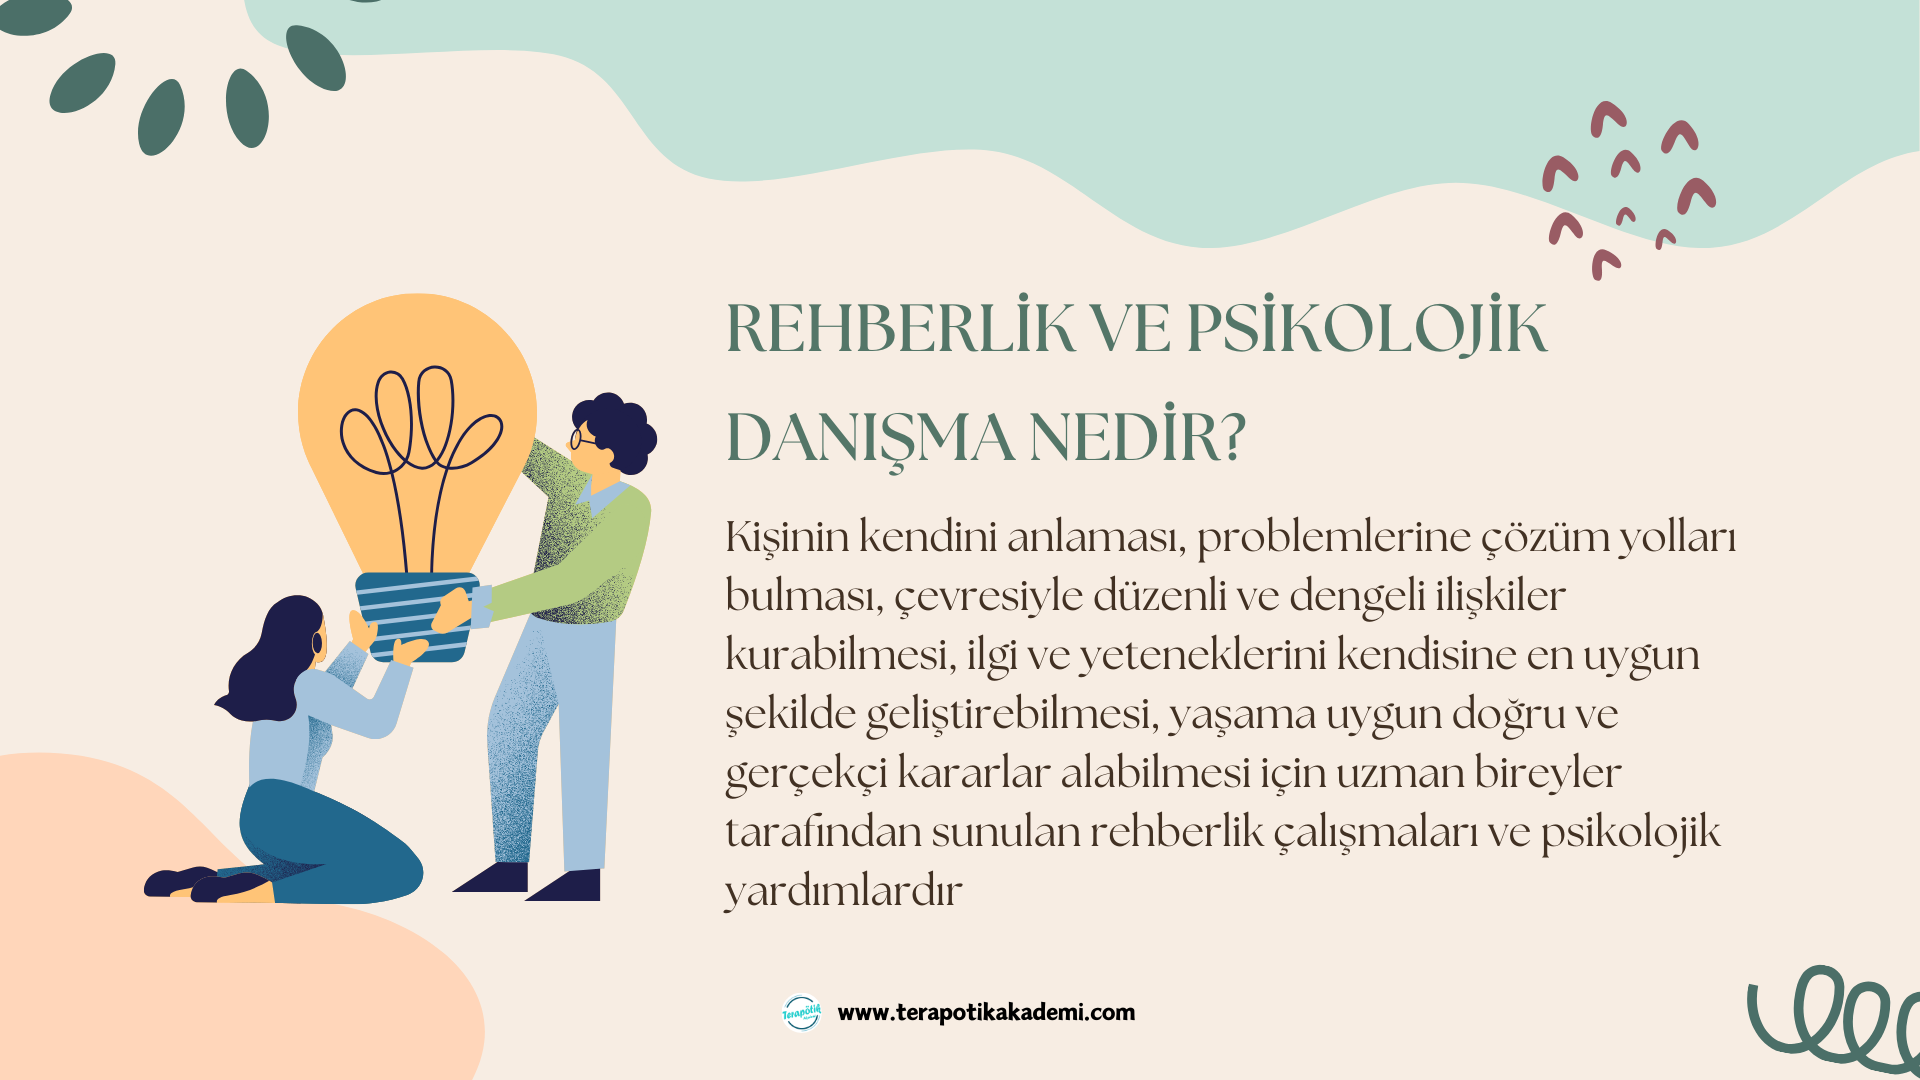 REHBERLİK VE PSİKOLOJİK
DANIŞMA NEDİR?
Kişinin kendini anlaması, problemlerine çözüm yolları
bulması, çevresiyle düzenli ve dengeli ilişkiler
kurabilmesi, ilgi ve yeteneklerini kendisine en uygun
şekilde geliştirebilmesi, yaşama uygun doğru ve
gerçekçi kararlar alabilmesi için uzman bireyler
tarafından sunulan rehberlik çalışmaları ve psikolojik
yardımlardır
Terapötik
www.terapotikakademi.com